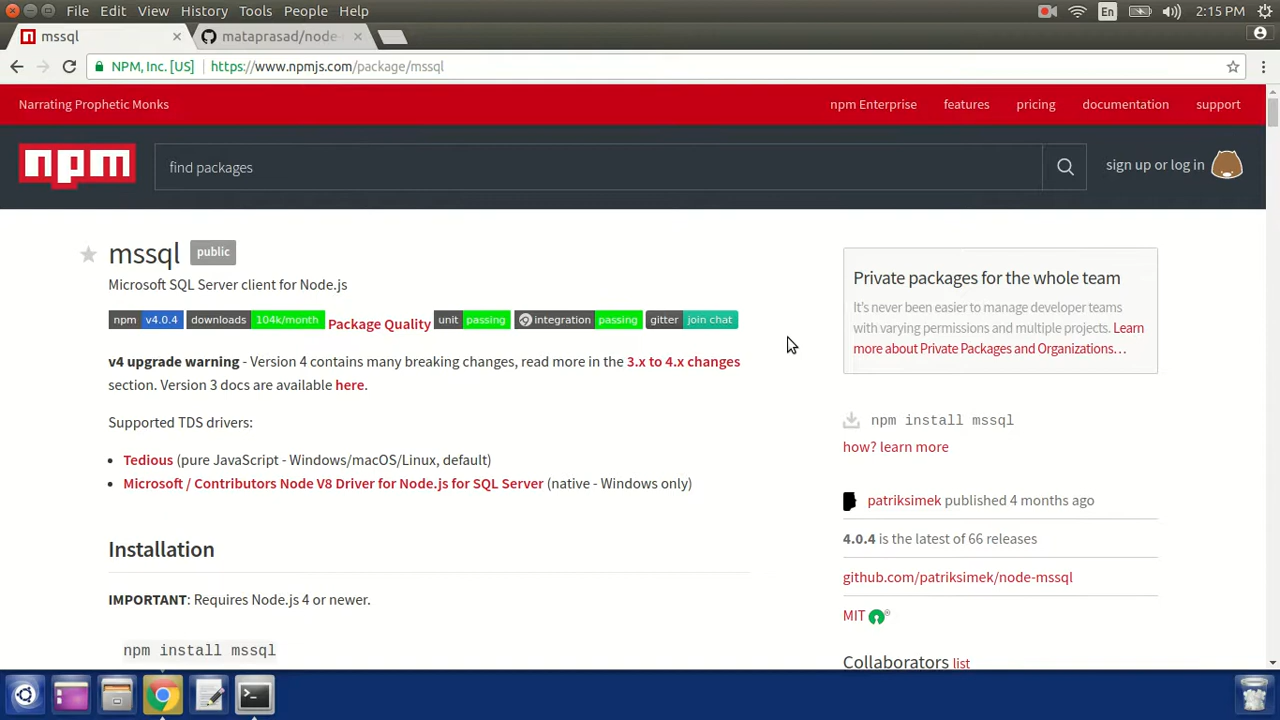 File Edit View History Tools People Help
En
2:15 PM
mssql
mataprasad/node-
NPM, Inc. [US]
https://www.npmjs.com/package/mssql
Narrating Prophetic Monks
npm Enterprise
features
pricing
documentation
support
npm
find packages
sign up or log in
mssql public
Microsoft SQL Server client for Node.js
npm v4.0.4 downloads 104k/month Package Quality unit passing integration passing gitter join chat
v4 upgrade warning - Version 4 contains many breaking changes, read more in the 3.x to 4.x changes
section. Version 3 docs are available here.
Supported TDS drivers:
• Tedious (pure JavaScript - Windows/macOS/Linux, default)
• Microsoft / Contributors Node V8 Driver for Node.js for SQL Server (native - Windows only)
Installation
IMPORTANT: Requires Node.js 4 or newer.
npm install mssql
Private packages for the whole team
It's never been easier to manage developer teams
with varying permissions and multiple projects. Learn
more about Private Packages and Organizations…
npm install mssql
how? learn more
patriksimek published 4 months ago
4.0.4 is the latest of 66 releases
github.com/patriksimek/node-mssql
MIT
Collaborators list